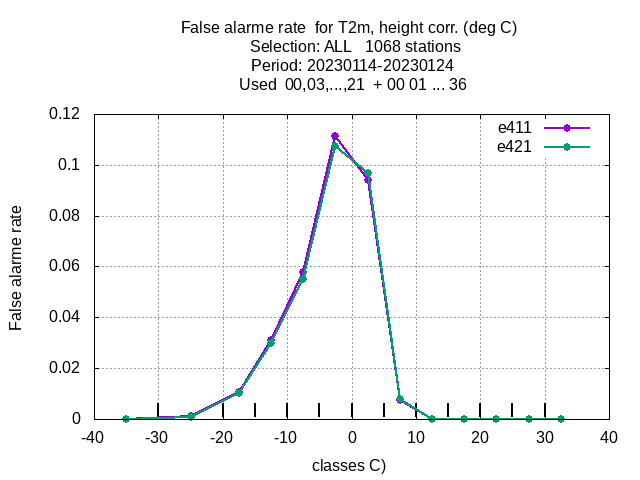 False alarme rate  for T2m, height corr. (deg C)
Selection: ALL   1068 stations
Period: 20230114-20230124
Used  00,03,...,21  + 00 01 ... 36
e411
e421
0.12
0.1
0.08
0.06
0.04
0.02
0
False alarme rate
-40 -30 -20 -10 0 10 20 30 40
classes C)